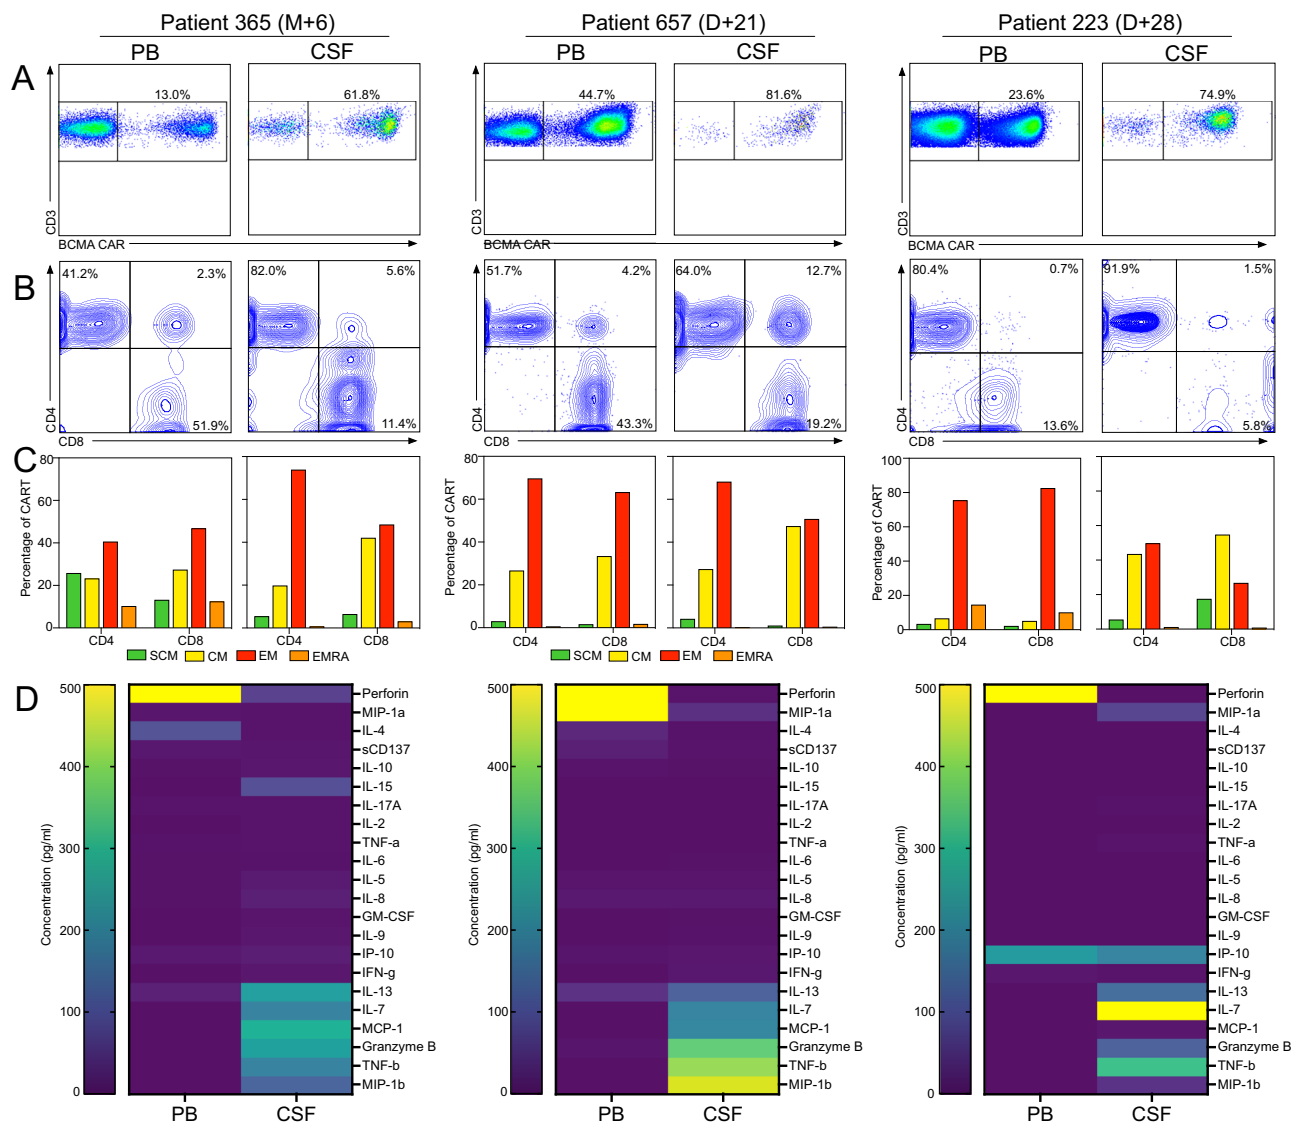 Patient 365 (M+6)
Patient 657 (D+21)
Patient 223 (D+28)
PB
CSF
PB
CSF
PB
CSF
A
13.0%
61.8%
44.7%
81.6%
23.6%
74.9%
CD3
CD3
CD3
BCMA CAR
BCMA CAR
BCMA CAR
B
41.2%
2.3%
82.0%
5.6%
51.7%
4.2%
64.0%
12.7%
80.4%
0.7%
91.9%
1.5%
51.9%
11.4%
43.3%
19.2%
13.6%
5.8%
CD4
CD4
CD4
CD8
CD8
CD8
C
Percentage of CART
80
60
40
20
0
CD4
CD8
CD4
CD8
SCM
CM
EM
EMRA
Percentage of CART
80
60
40
20
0
CD4
CD8
CD4
CD8
SCM
CM
EM
EMRA
Percentage of CART
100
80
60
40
20
0
CD4
CD8
CD4
CD8
D
Concentration (pg/ml)
500
400
300
200
100
0
Perforin
MIP-1a
IL-4
sCD137
IL-10
IL-15
IL-17A
IL-2
TNF-a
IL-6
IL-5
IL-8
GM-CSF
IL-9
IP-10
IFN-g
IL-13
IL-7
MCP-1
Granzyme B
TNF-b
MIP-1b
PB
CSF
Concentration (pg/ml)
500
400
300
200
100
0
Perforin
MIP-1a
IL-4
sCD137
IL-10
IL-15
IL-17A
IL-2
TNF-a
IL-6
IL-5
IL-8
GM-CSF
IL-9
IP-10
IFN-g
IL-13
IL-7
MCP-1
Granzyme B
TNF-b
MIP-1b
PB
CSF
Concentration (pg/ml)
500
400
300
200
100
0
Perforin
MIP-1a
IL-4
sCD137
IL-10
IL-15
IL-17A
IL-2
TNF-a
IL-6
IL-5
IL-8
GM-CSF
IL-9
IP-10
IFN-g
IL-13
IL-7
MCP-1
Granzyme B
TNF-b
MIP-1b
PB
CSF